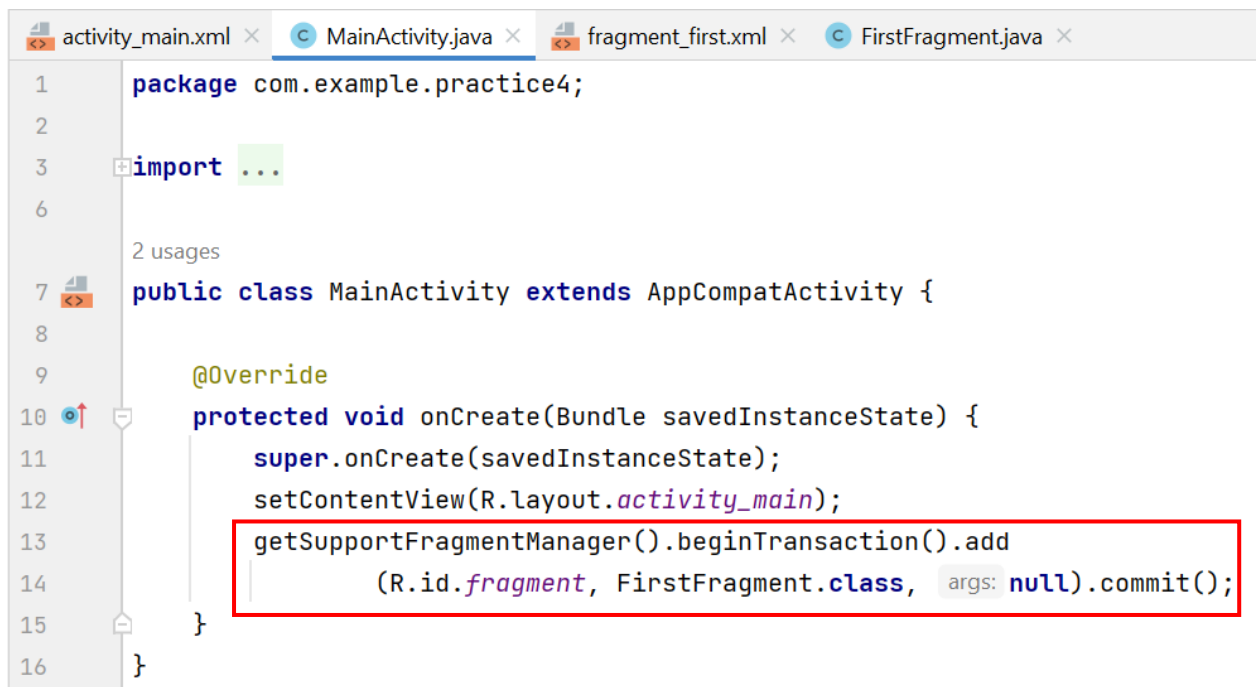 activity_main.xml MainActivity.java fragment_first.xml FirstFragment.java
1 package com.example.practice4;
2
3 import ...
6
2 usages
7 public class MainActivity extends AppCompatActivity {
8
9 @Override
10 protected void onCreate(Bundle savedInstanceState) {
11 super.onCreate(savedInstanceState);
12 setContentView(R.layout.activity_main);
13 getSupportFragmentManager().beginTransaction().add
14 (R.id.fragment, FirstFragment.class, args: null).commit();
15 }
16 }